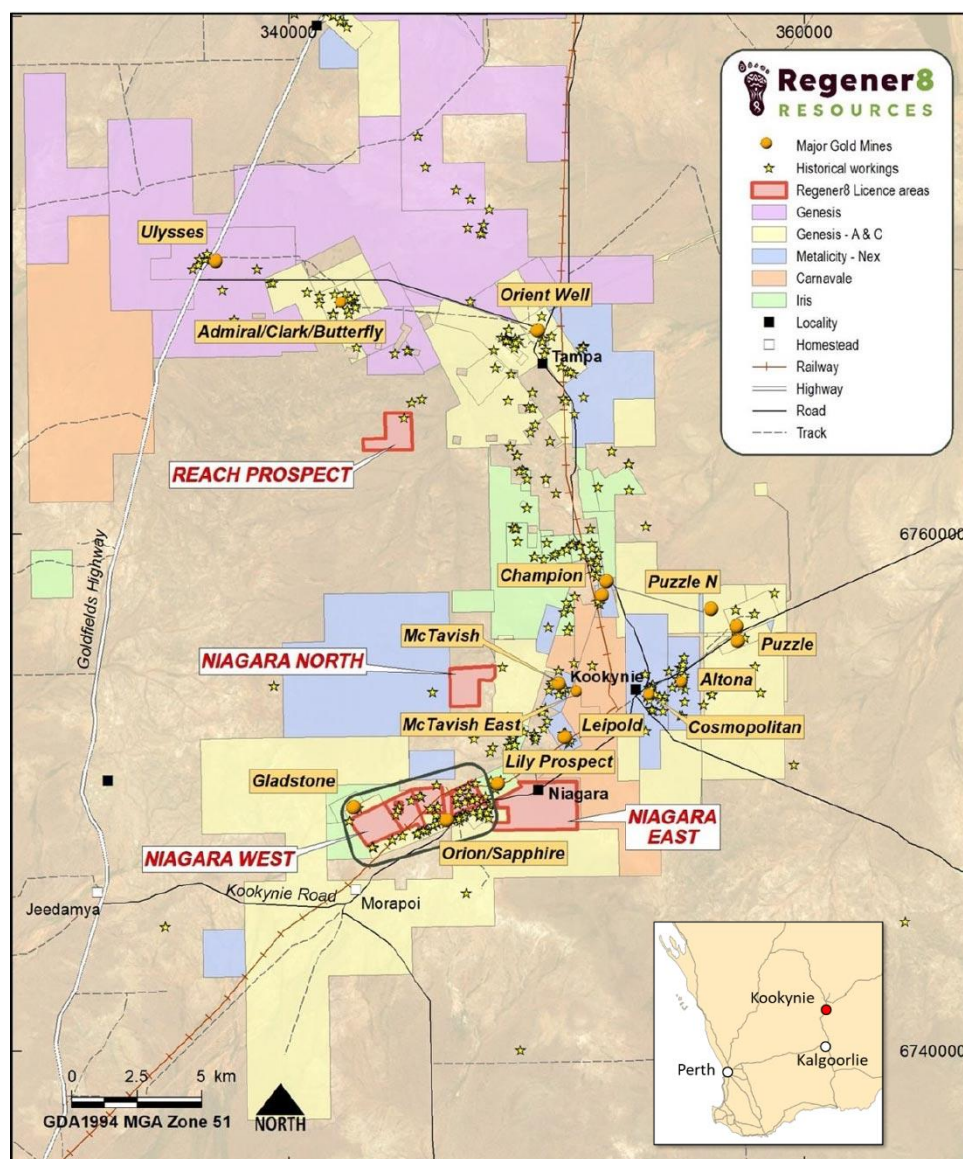 340000
360000
Regener8
RESOURCES
Major Gold Mines
Historical workings
Regener8 Licence areas
Genesis
Genesis - A & C
Metalicity - Nex
Carnavale
Iris
Locality
Homestead
Railway
Highway
Road
Track
Ulysses
Orient Well
Admiral/Clark/Butterfly
Tampa
REACH PROSPECT
Goldfields Highway
6760000
Champion
Puzzle N
McTavish
Puzzle
NIAGARA NORTH
Kookynie
Altona
McTavish East
Leipold
Cosmopolitan
Lily Prospect
Gladstone
Niagara
NIAGARA
EAST
NIAGARA WEST
Orion/Sapphire
Kookynie Road
Jeedamya
Morapoi
Kookynie
Kalgoorlie
Perth
6740000
0 2.5 5 km
GDA1994 MGA Zone 51
NORTH